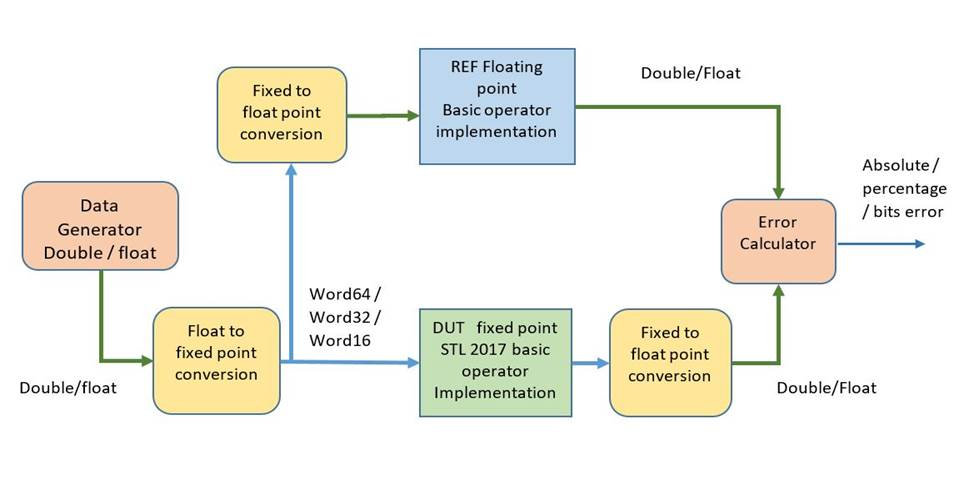 Fixed to
float point
conversion
REF Floating
point
Basic operator
implementation
Double/Float
Data
Generator
Double / float
Absolute /
percentage
/ bits error
Error
Calculator
Double/float
Float to
fixed point
conversion
Word64 /
Word32 /
Word16
DUT fixed point
STL 2017 basic
operator
Implementation
Fixed to
float point
conversion
Double/Float